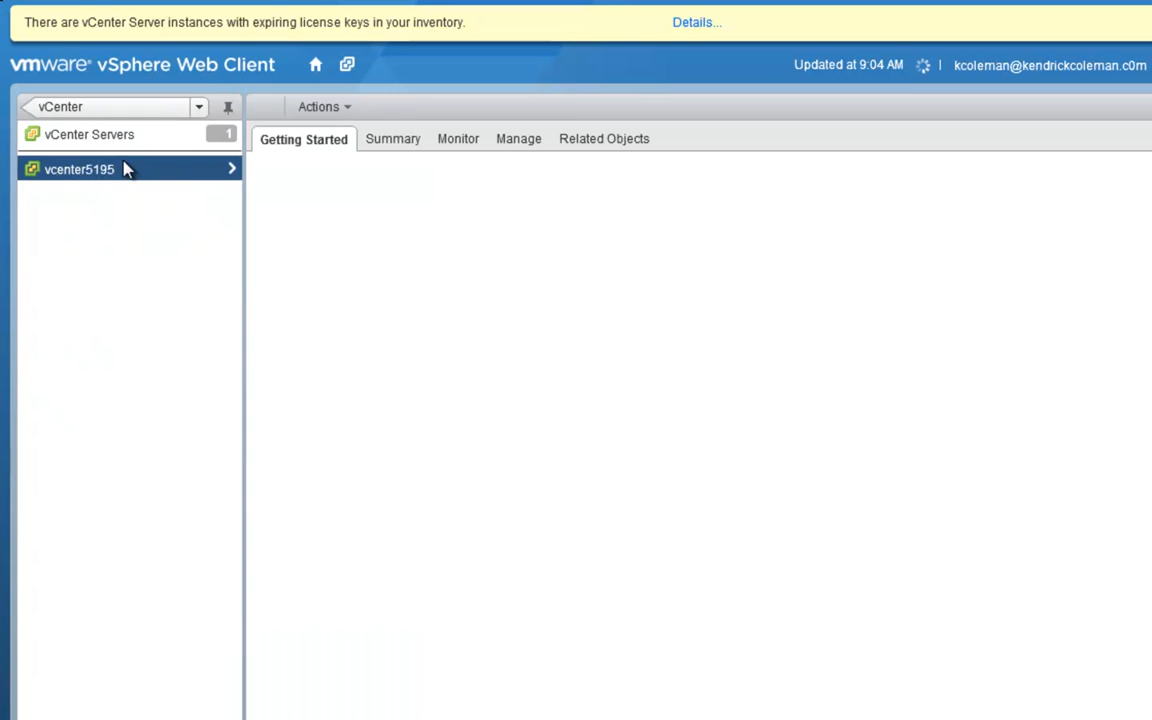 There are vCenter Server instances with expiring license keys in your inventory. Details...
vmware® vSphere Web Client Updated at 9:04 AM kcoleman@kendrickcoleman.c0m
vCenter Actions
vCenter Servers 1 Getting Started Summary Monitor Manage Related Objects
vcenter5195